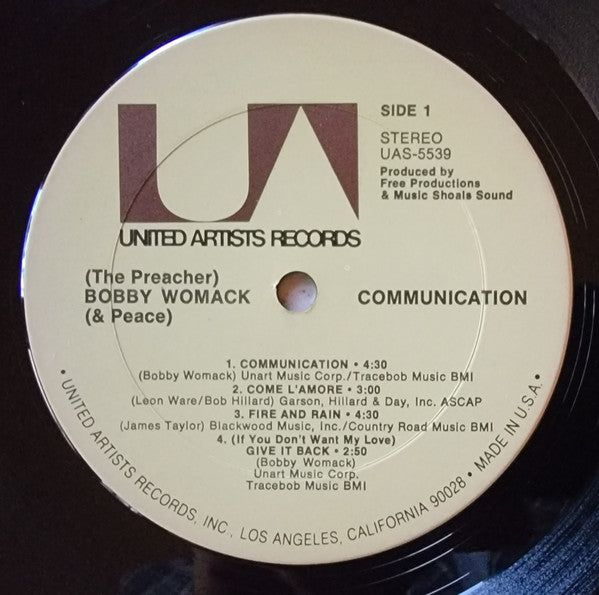 UA
SIDE 1
STEREO
UAS-5539
Produced by
Free Productions
& Music Shoals Sound
UNITED ARTISTS RECORDS
(The Preacher)
BOBBY WOMACK
(& Peace)
COMMUNICATION
1. COMMUNICATION • 4:30
(Bobby Womack) Unart Music Corp./Tracebob Music BMI
2. COME L'AMORE • 3:00
(Leon Ware/Bob Hillard) Garson, Hillard & Day, Inc. ASCAP
3. FIRE AND RAIN • 4:30
(James Taylor) Blackwood Music, Inc./Country Road Music BMI
4. (If You Don't Want My Love)
GIVE IT BACK • 2:50
(Bobby Womack)
Unart Music Corp.
Tracebob Music BMI
• UNITED ARTISTS RECORDS, INC., LOS ANGELES, CALIFORNIA 90028 • MADE IN U.S.A. •